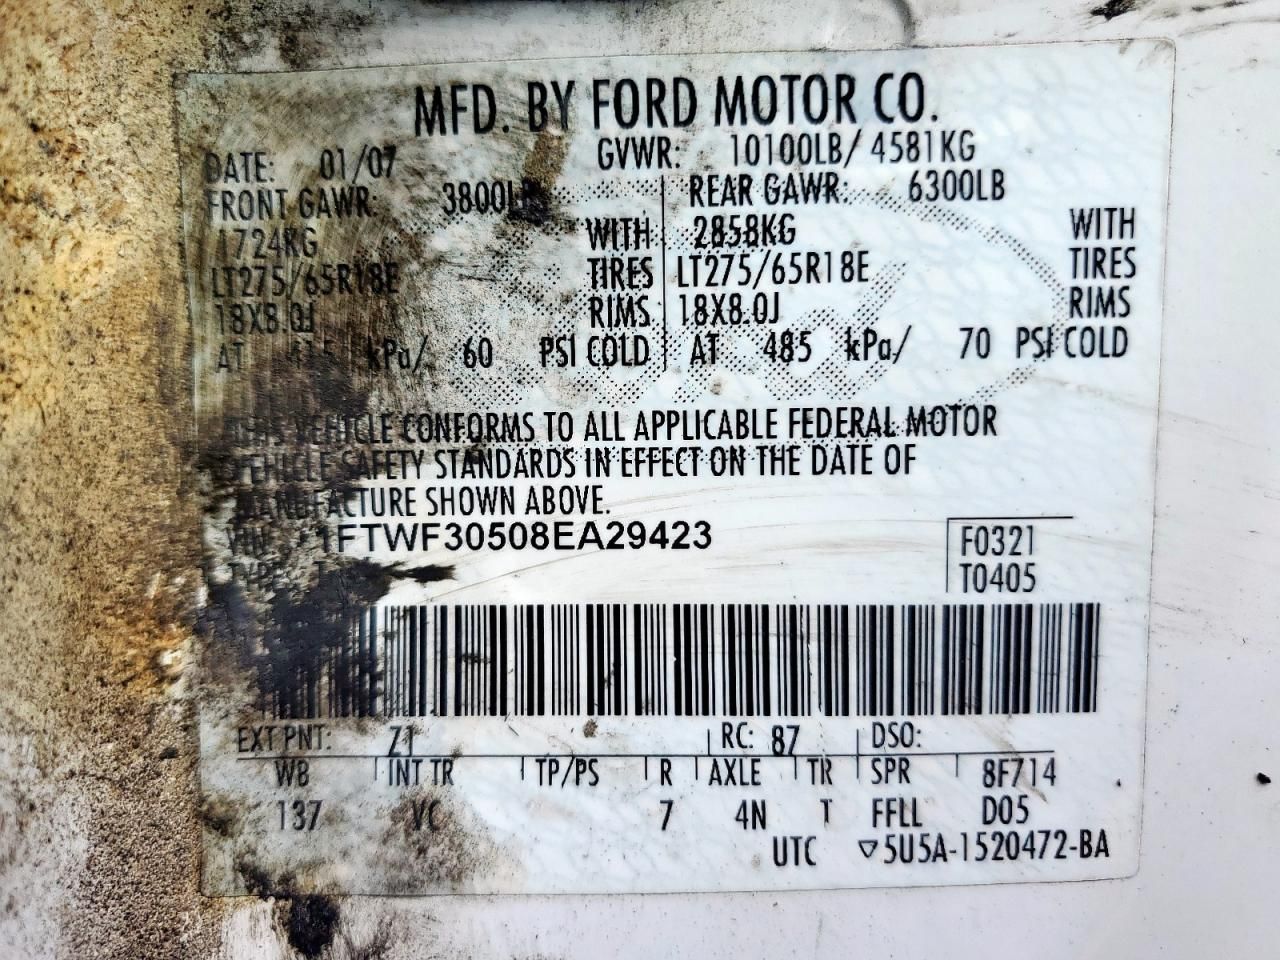 MFD. BY FORD MOTOR CO.
DATE: 01/07 GVWR: 10100LB/ 4581KG
FRONT GAWR: 3800LB REAR GAWR: 6300LB
1724KG WITH 2858KG WITH
LT275/65R18E TIRES LT275/65R18E TIRES
18X8.0J RIMS 18X8.0J RIMS
AT kPa/ 60 PSI COLD AT 485 kPa/ 70 PSI COLD
THIS VEHICLE CONFORMS TO ALL APPLICABLE FEDERAL MOTOR
VEHICLE SAFETY STANDARDS IN EFFECT ON THE DATE OF
MANUFACTURE SHOWN ABOVE.
VIN: 1FTWF30508EA29423 F0321
TYPE: T0405
EXT PNT: Z1 RC: 87 DSO:
WB INT TR TP/PS R AXLE TR SPR 8F714
137 VC 7 4N T FFLL D05
UTC ▽5U5A-1520472-BA